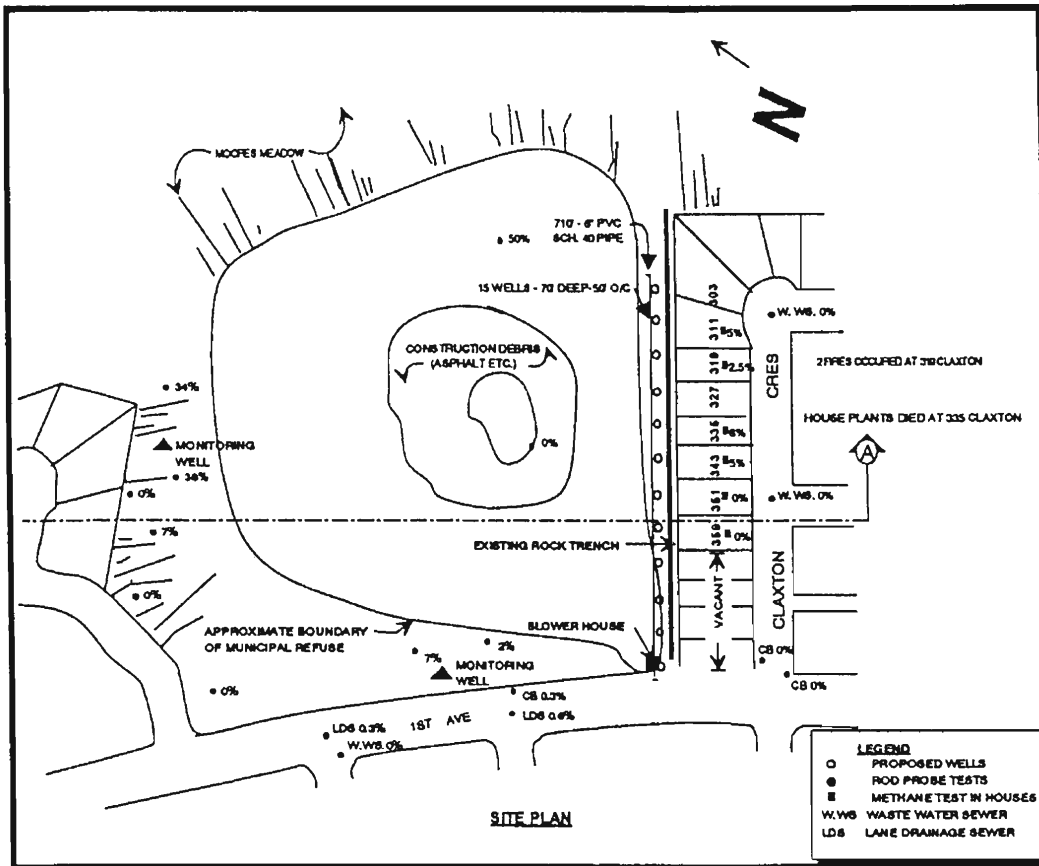 N
MOORES MEADOW
710' - 6" PVC
SCH. 40 PIPE
50%
15 WELLS - 70' DEEP-50' O/C
CONSTRUCTION DEBRIS
(ASPHALT ETC.)
0%
303
311
5%
319
2.5%
327
335
6%
343
5%
351
0%
359
0%
W.WS. 0%
CRES
2 FIRES OCCURED AT 319 CLAXTON
HOUSE PLANTS DIED AT 335 CLAXTON
A
W.WS. 0%
34%
MONITORING
WELL
38%
0%
7%
0%
EXISTING ROCK TRENCH
VACANT
CLAXTON
BLOWER HOUSE
APPROXIMATE BOUNDARY
OF MUNICIPAL REFUSE
2%
7%
MONITORING
WELL
0%
CB 0%
CB 0%
CB 0.3%
LDS 0.6%
1ST AVE
LDS 0.3%
W.WS. 0%
SITE PLAN
LEGEND
PROPOSED WELLS
ROD PROBE TESTS
METHANE TEST IN HOUSES
W.WS WASTE WATER SEWER
LDS LANE DRAINAGE SEWER